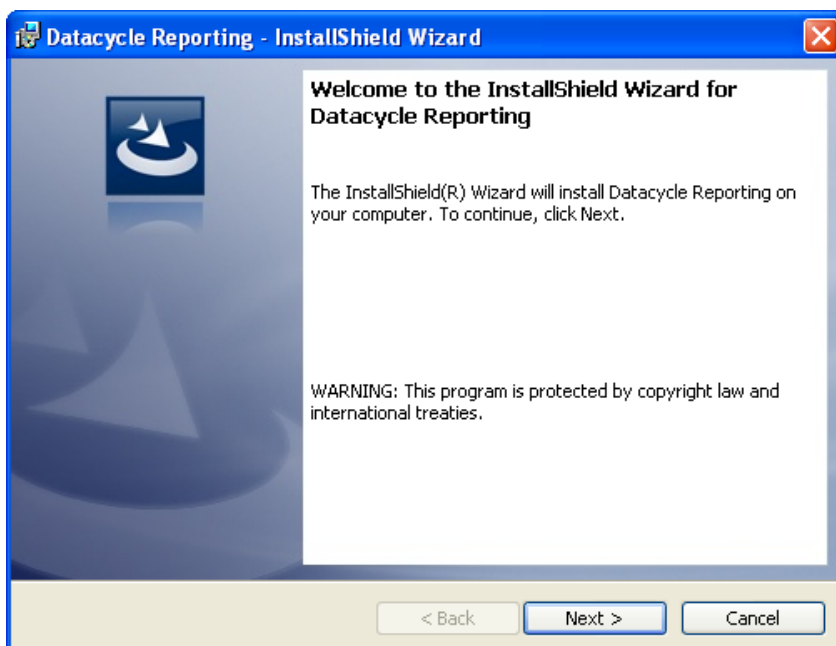 Datacycle Reporting - InstallShield Wizard
Welcome to the InstallShield Wizard for
Datacycle Reporting
The InstallShield(R) Wizard will install Datacycle Reporting on
your computer. To continue, click Next.
WARNING: This program is protected by copyright law and
international treaties.
< Back
Next >
Cancel